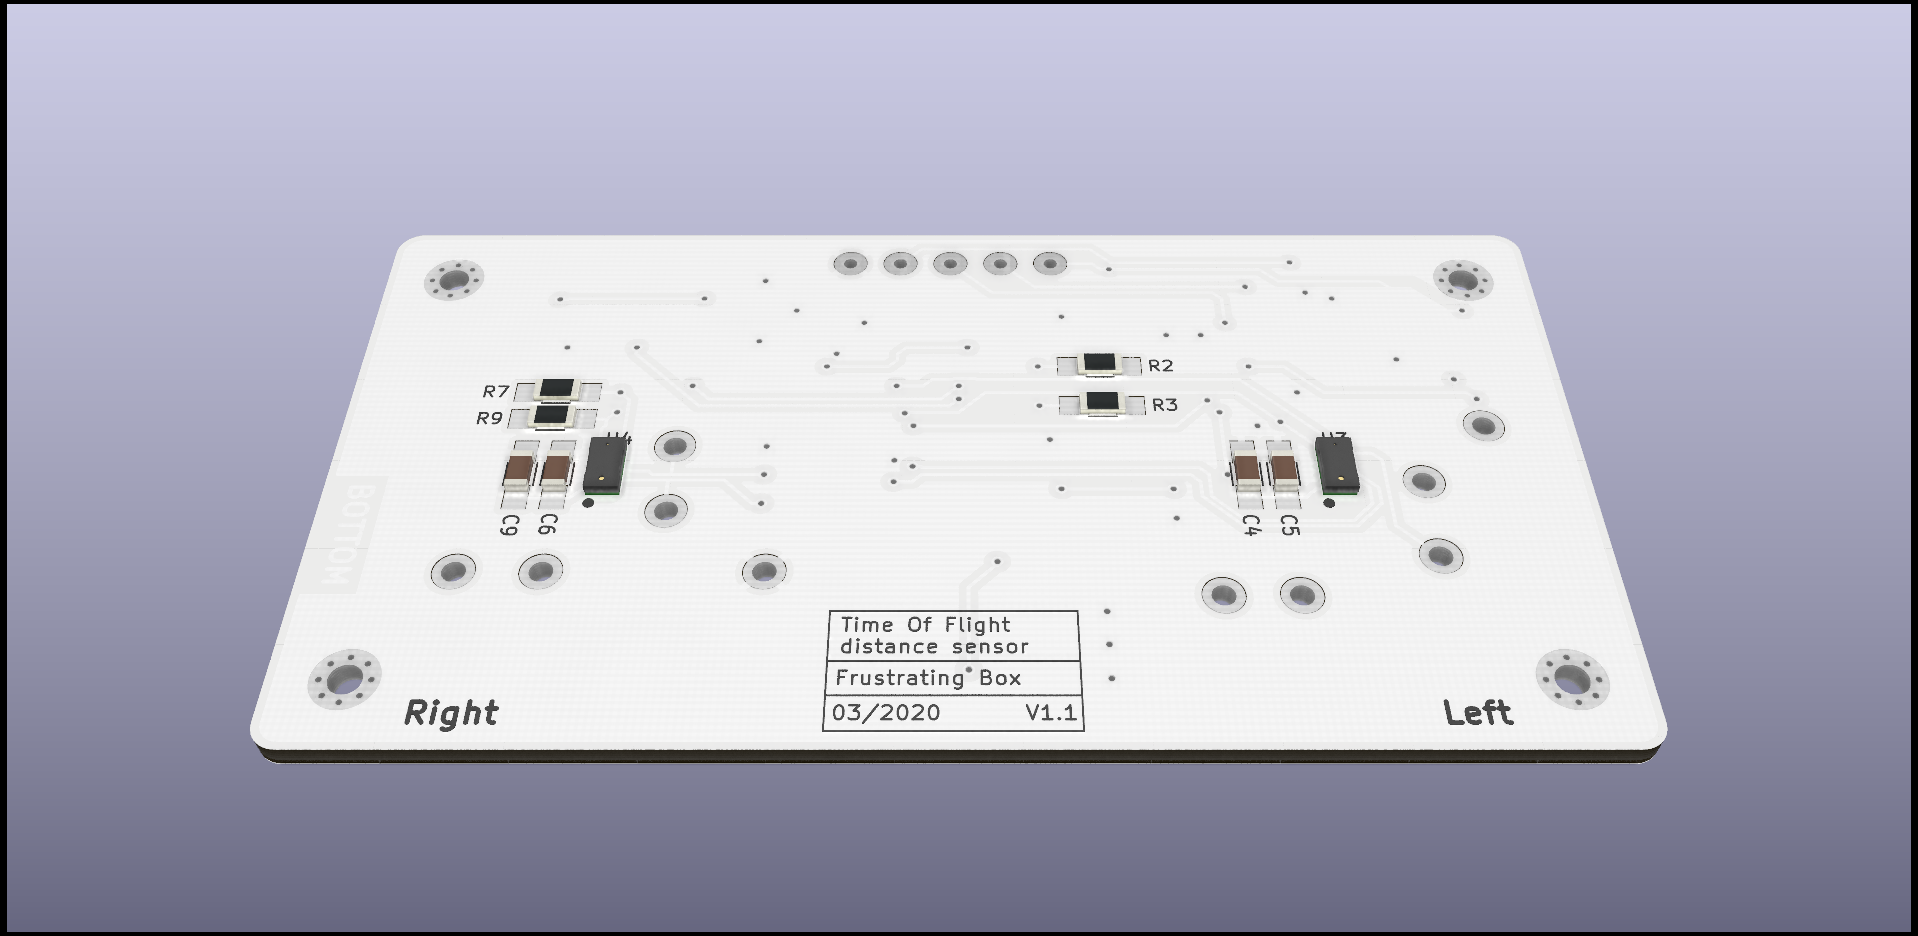 R2
R7
R3
R9
C9
C6
C4
C5
BOTTOM
Time Of Flight
distance sensor
Frustrating Box
03/2020 V1.1
Right
Left